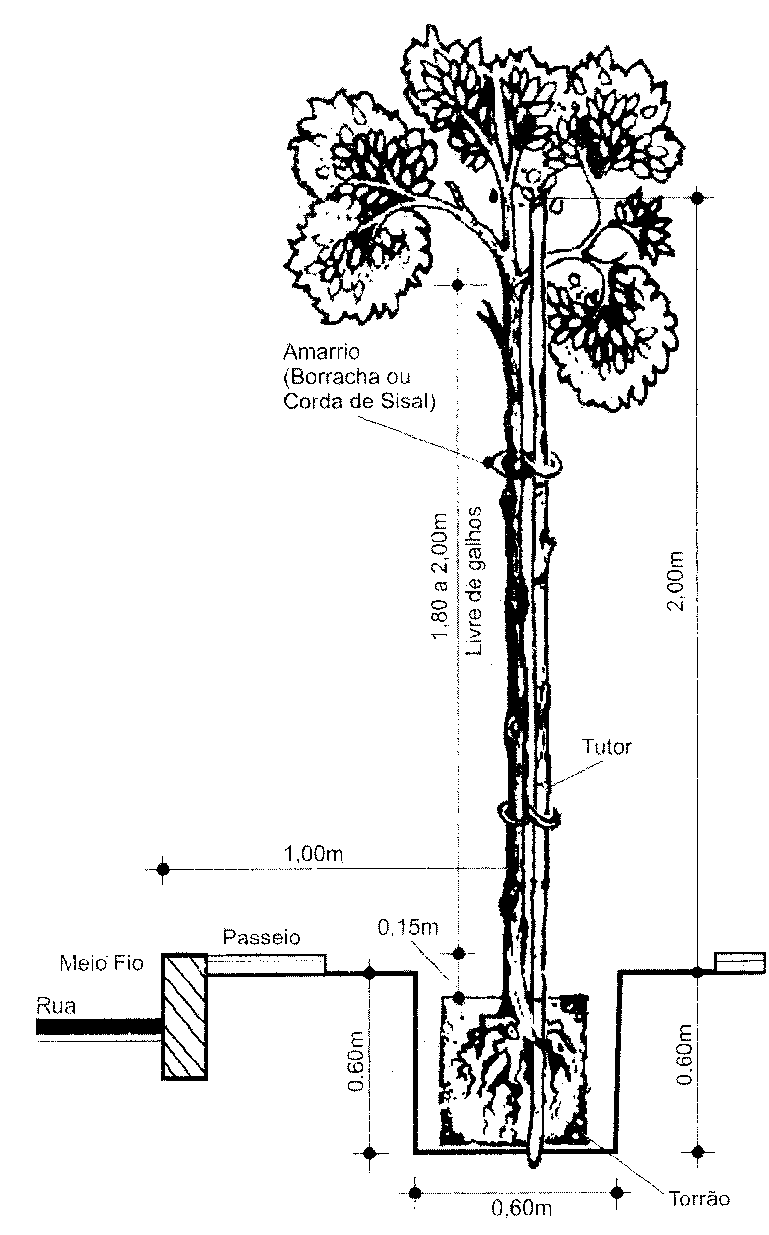 Amarrio
(Borracha ou
Corda de Sisal)
1,80 a 2,00m
Livre de galhos
2,00m
Tutor
1,00m
0,15m
Passeio
Meio Fio
Rua
0,60m
0,60m
0,60m
Torrão